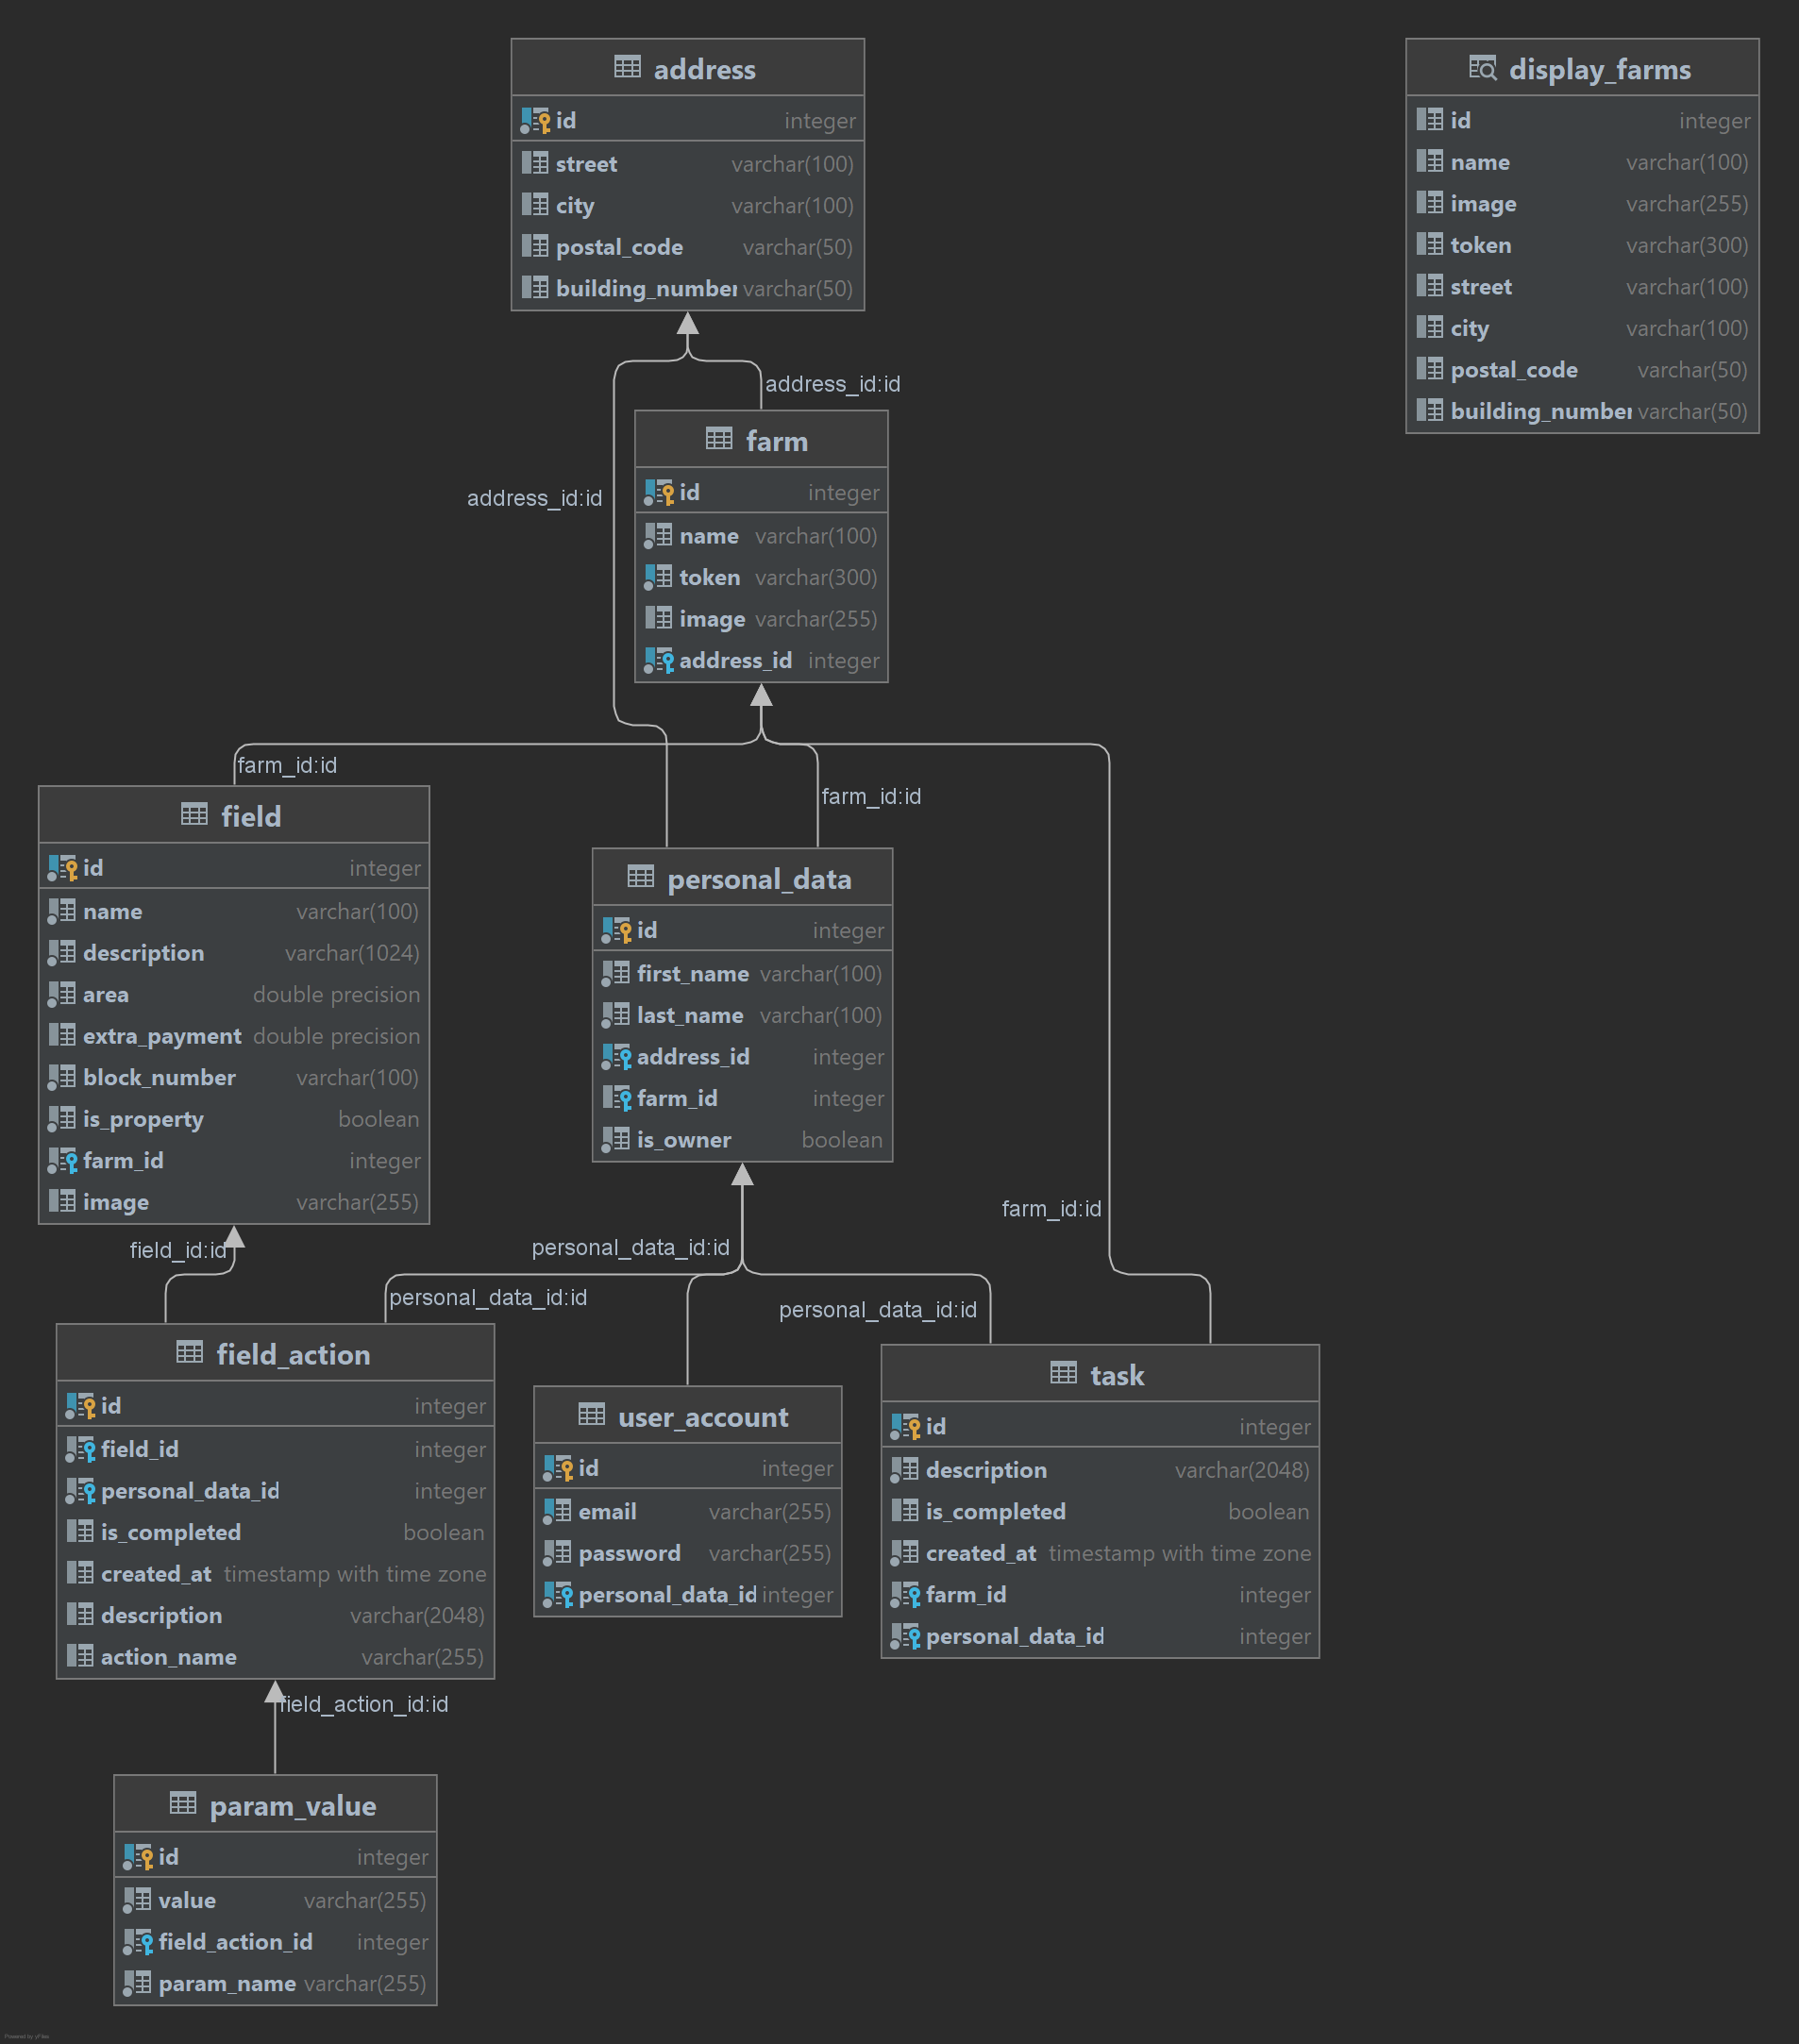 address
id integer
street varchar(100)
city varchar(100)
postal_code varchar(50)
building_number varchar(50)
display_farms
id integer
name varchar(100)
image varchar(255)
token varchar(300)
street varchar(100)
city varchar(100)
postal_code varchar(50)
building_number varchar(50)
address_id:id
address_id:id
farm
id integer
name varchar(100)
token varchar(300)
image varchar(255)
address_id integer
farm_id:id
farm_id:id
farm_id:id
field
id integer
name varchar(100)
description varchar(1024)
area double precision
extra_payment double precision
block_number varchar(100)
is_property boolean
farm_id integer
image varchar(255)
personal_data
id integer
first_name varchar(100)
last_name varchar(100)
address_id integer
farm_id integer
is_owner boolean
field_id:id
personal_data_id:id
personal_data_id:id
personal_data_id:id
field_action
id integer
field_id integer
personal_data_id integer
is_completed boolean
created_at timestamp with time zone
description varchar(2048)
action_name varchar(255)
user_account
id integer
email varchar(255)
password varchar(255)
personal_data_id integer
task
id integer
description varchar(2048)
is_completed boolean
created_at timestamp with time zone
farm_id integer
personal_data_id integer
field_action_id:id
param_value
id integer
value varchar(255)
field_action_id integer
param_name varchar(255)
Powered by yFiles